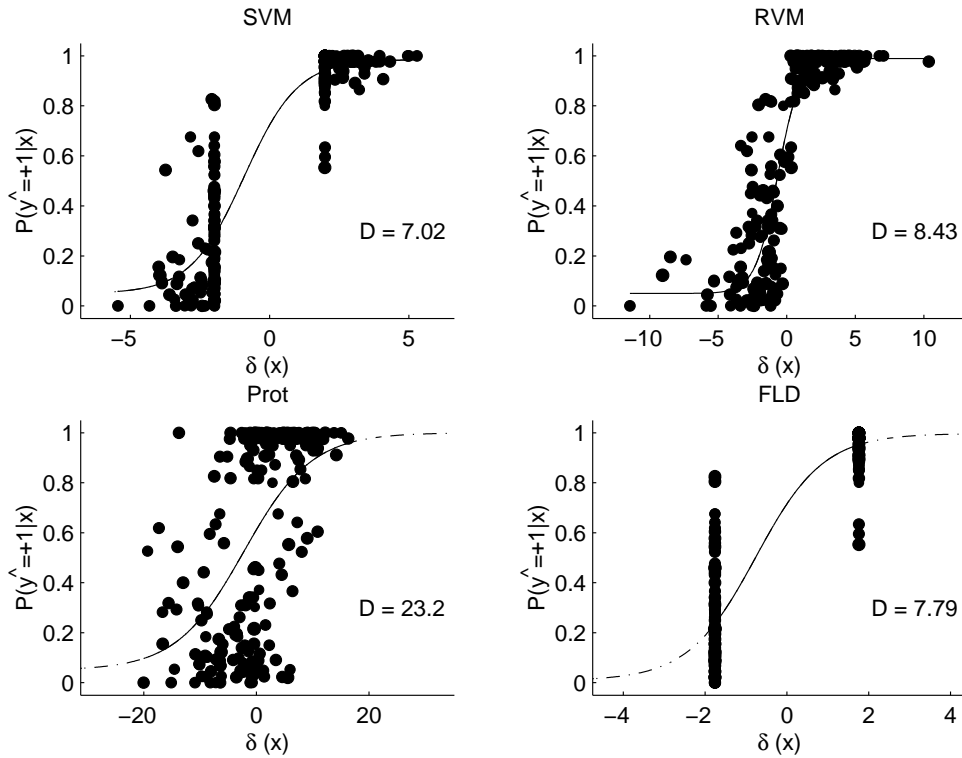 SVM
1
0.8
0.6
0.4
0.2
0
P(y^=+1|x)
D = 7.02
−5
0
5
δ (x)
RVM
1
0.8
0.6
0.4
0.2
0
P(y^=+1|x)
D = 8.43
−10
−5
0
5
10
δ (x)
Prot
1
0.8
0.6
0.4
0.2
0
P(y^=+1|x)
D = 23.2
−20
0
20
δ (x)
FLD
1
0.8
0.6
0.4
0.2
0
P(y^=+1|x)
D = 7.79
−4
−2
0
2
4
δ (x)